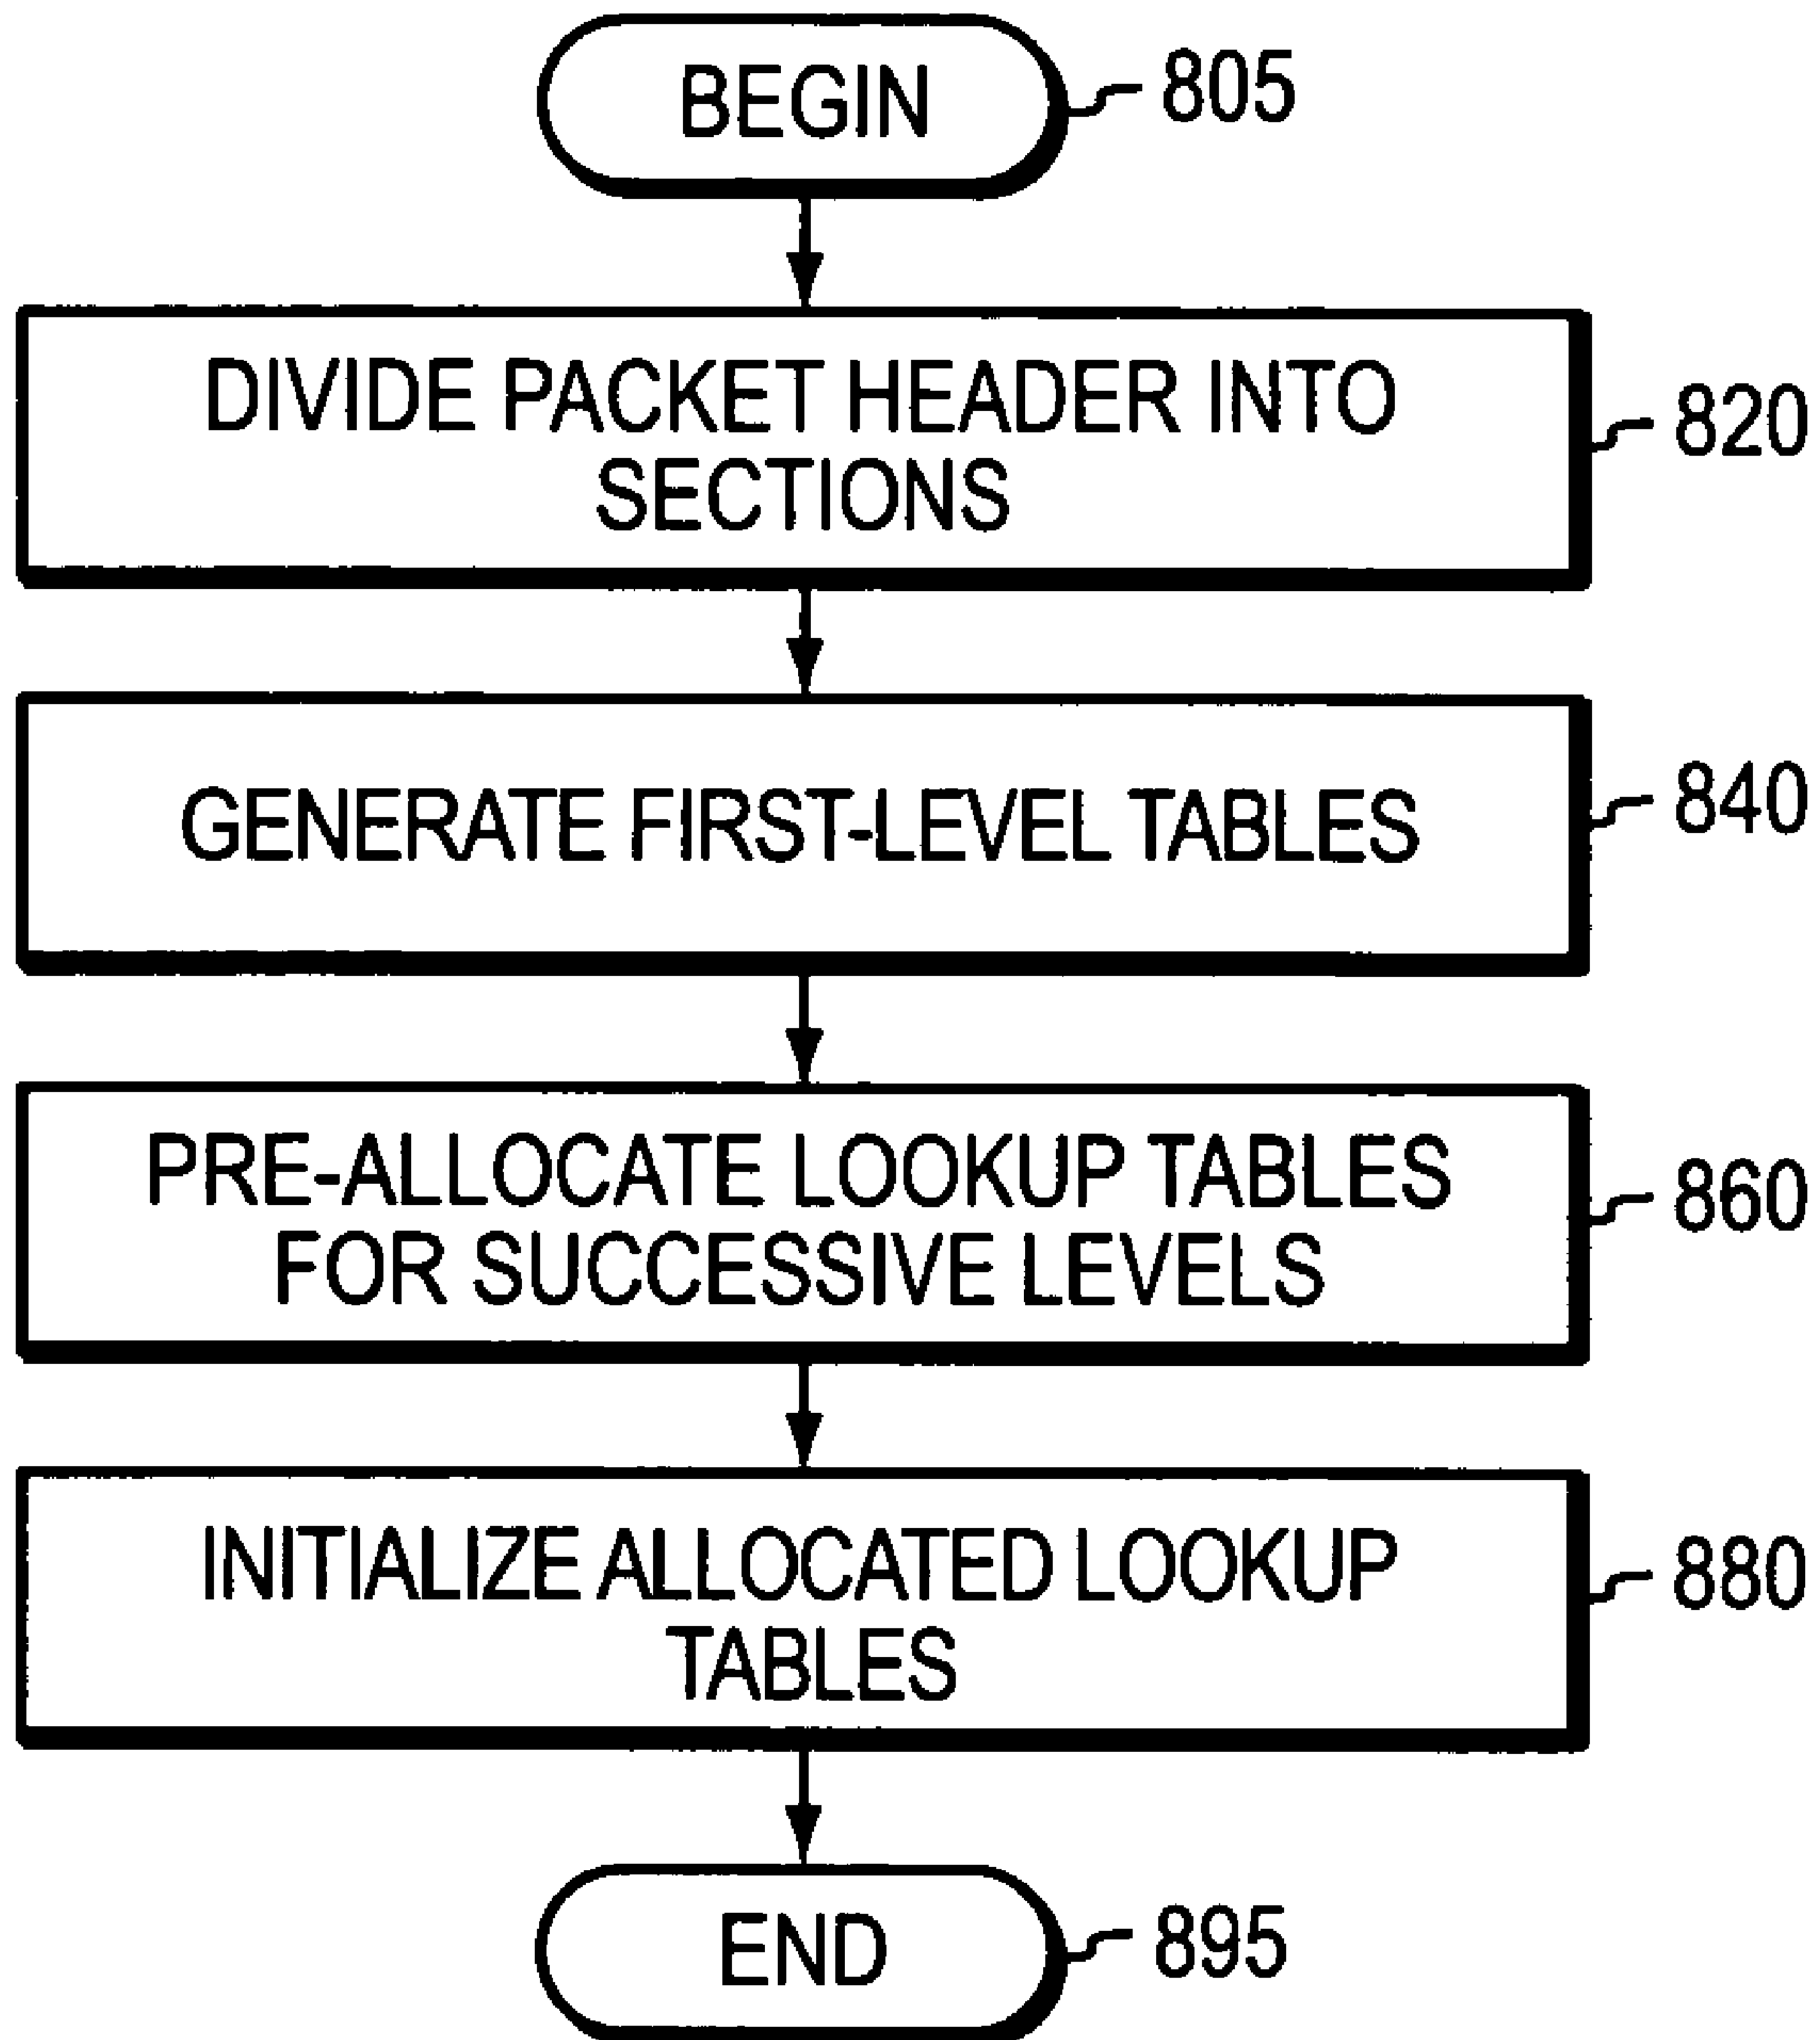 BEGIN
805
DIVIDE PACKET HEADER INTO
SECTIONS
820
GENERATE FIRST-LEVEL TABLES
840
PRE-ALLOCATE LOOKUP TABLES
FOR SUCCESSIVE LEVELS
860
INITIALIZE ALLOCATED LOOKUP
TABLES
880
END
895